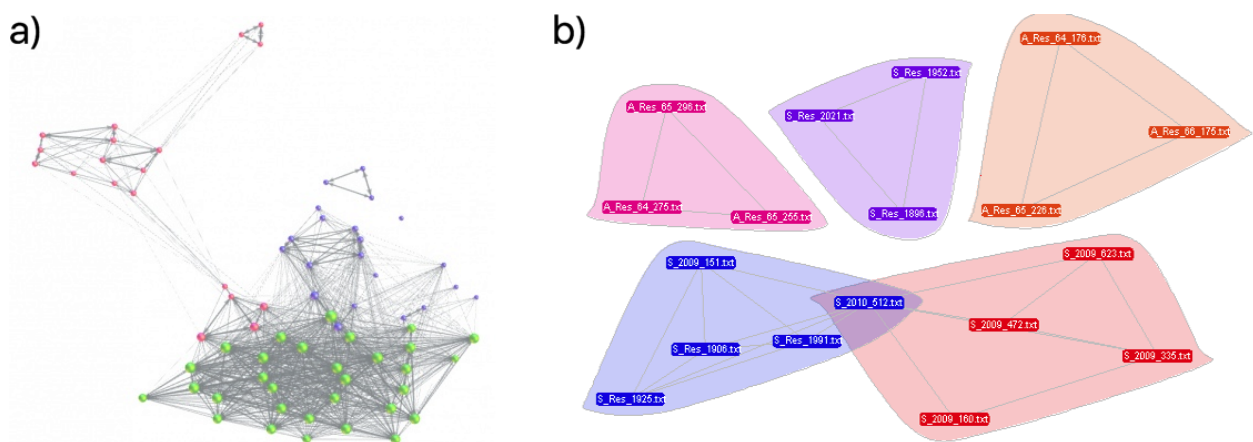 a)
b)
A_Res_64_176.txt
S_Res_1952.txt
A_Res_65_296.txt
S_Res_2021.txt
A_Res_66_175.txt
A_Res_64_275.txt
A_Res_65_255.txt
S_Res_1896.txt
A_Res_65_226.txt
S_2009_151.txt
S_2009_623.txt
S_2010_512.txt
S_2009_472.txt
S_Res_1906.txt
S_Res_1991.txt
S_2009_335.txt
S_Res_1925.txt
S_2009_160.txt